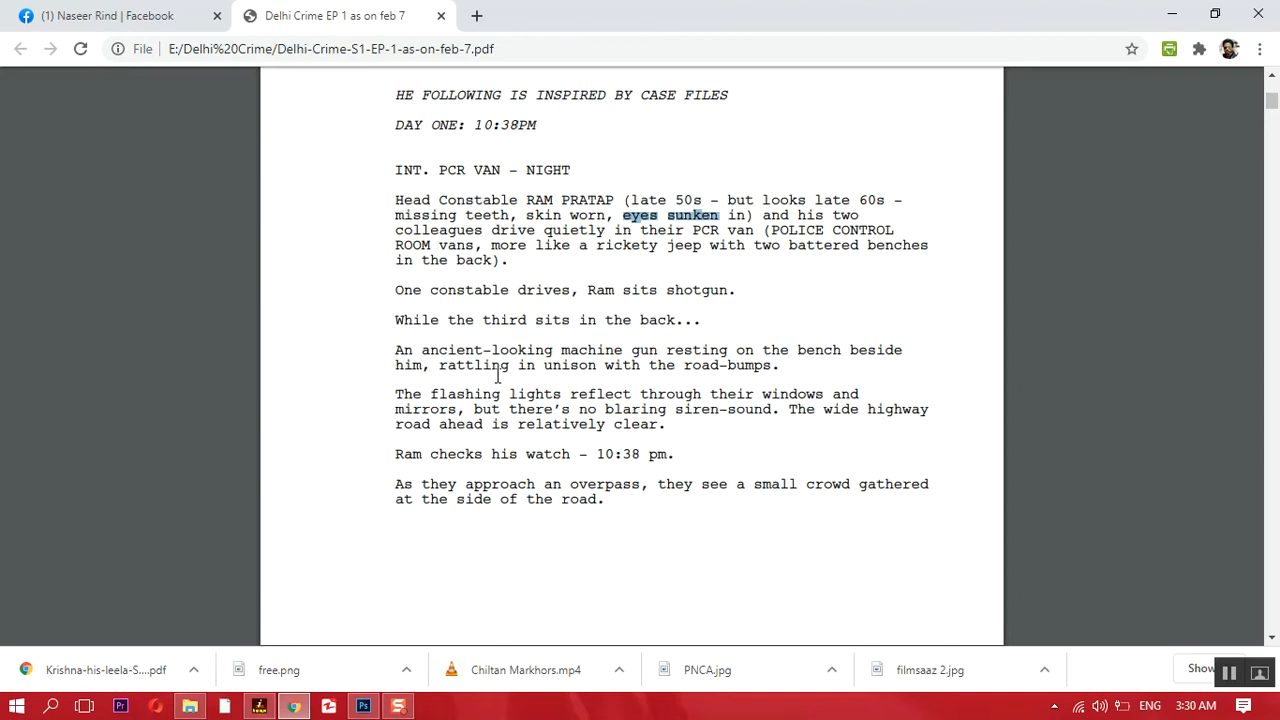 (1) Naseer Rind | Facebook
Delhi Crime EP 1 as on feb 7
File
E:/Delhi%20Crime/Delhi-Crime-S1-EP-1-as-on-feb-7.pdf
HE FOLLOWING IS INSPIRED BY CASE FILES
DAY ONE: 10:38PM
INT. PCR VAN – NIGHT
Head Constable RAM PRATAP (late 50s – but looks late 60s –
missing teeth, skin worn, eyes sunken in) and his two
colleagues drive quietly in their PCR van (POLICE CONTROL
ROOM vans, more like a rickety jeep with two battered benches
in the back).
One constable drives, Ram sits shotgun.
While the third sits in the back...
An ancient-looking machine gun resting on the bench beside
him, rattling in unison with the road-bumps.
The flashing lights reflect through their windows and
mirrors, but there’s no blaring siren-sound. The wide highway
road ahead is relatively clear.
Ram checks his watch – 10:38 pm.
As they approach an overpass, they see a small crowd gathered
at the side of the road.
Krishna-his-leela-S....pdf
free.png
Chiltan Markhors.mp4
PNCA.jpg
filmsaaz 2.jpg
Show
Pr
Ps
S
ENG
3:30 AM